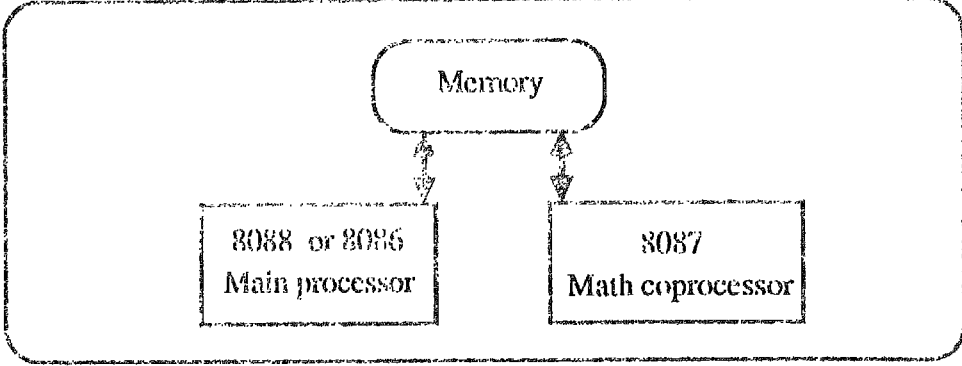 Memory
8088 or 8086
Main processor
8087
Math coprocessor